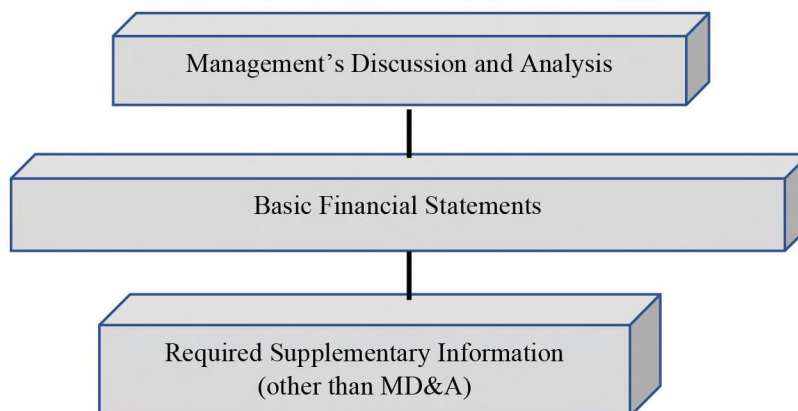 Management’s Discussion and Analysis
Basic Financial Statements
Required Supplementary Information
(other than MD&A)